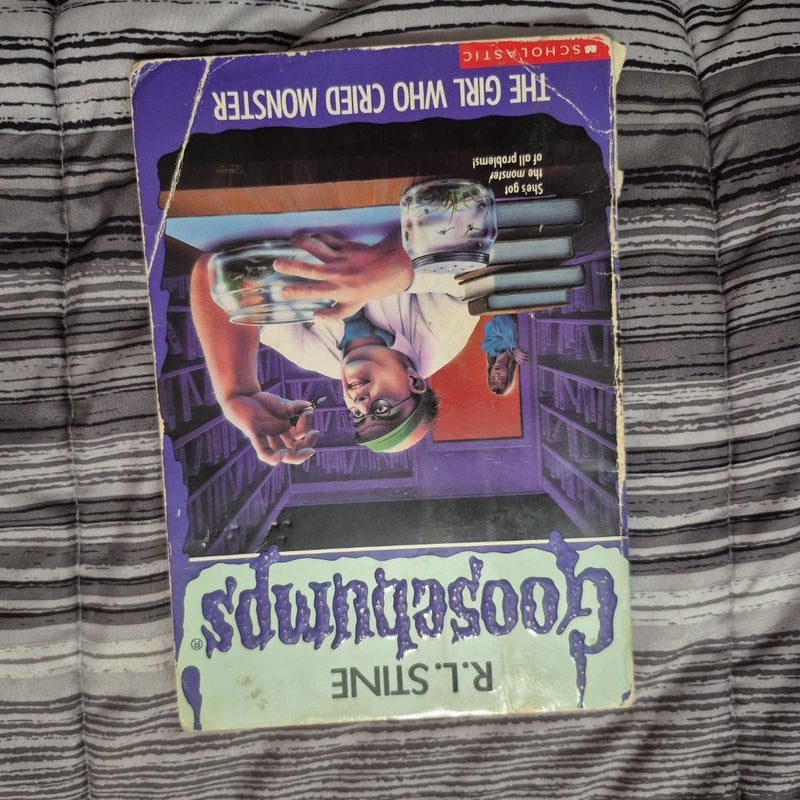 R.L. STINE
Goosebumps®
She's got
the monster
of all problems!
THE GIRL WHO CRIED MONSTER
SCHOLASTIC